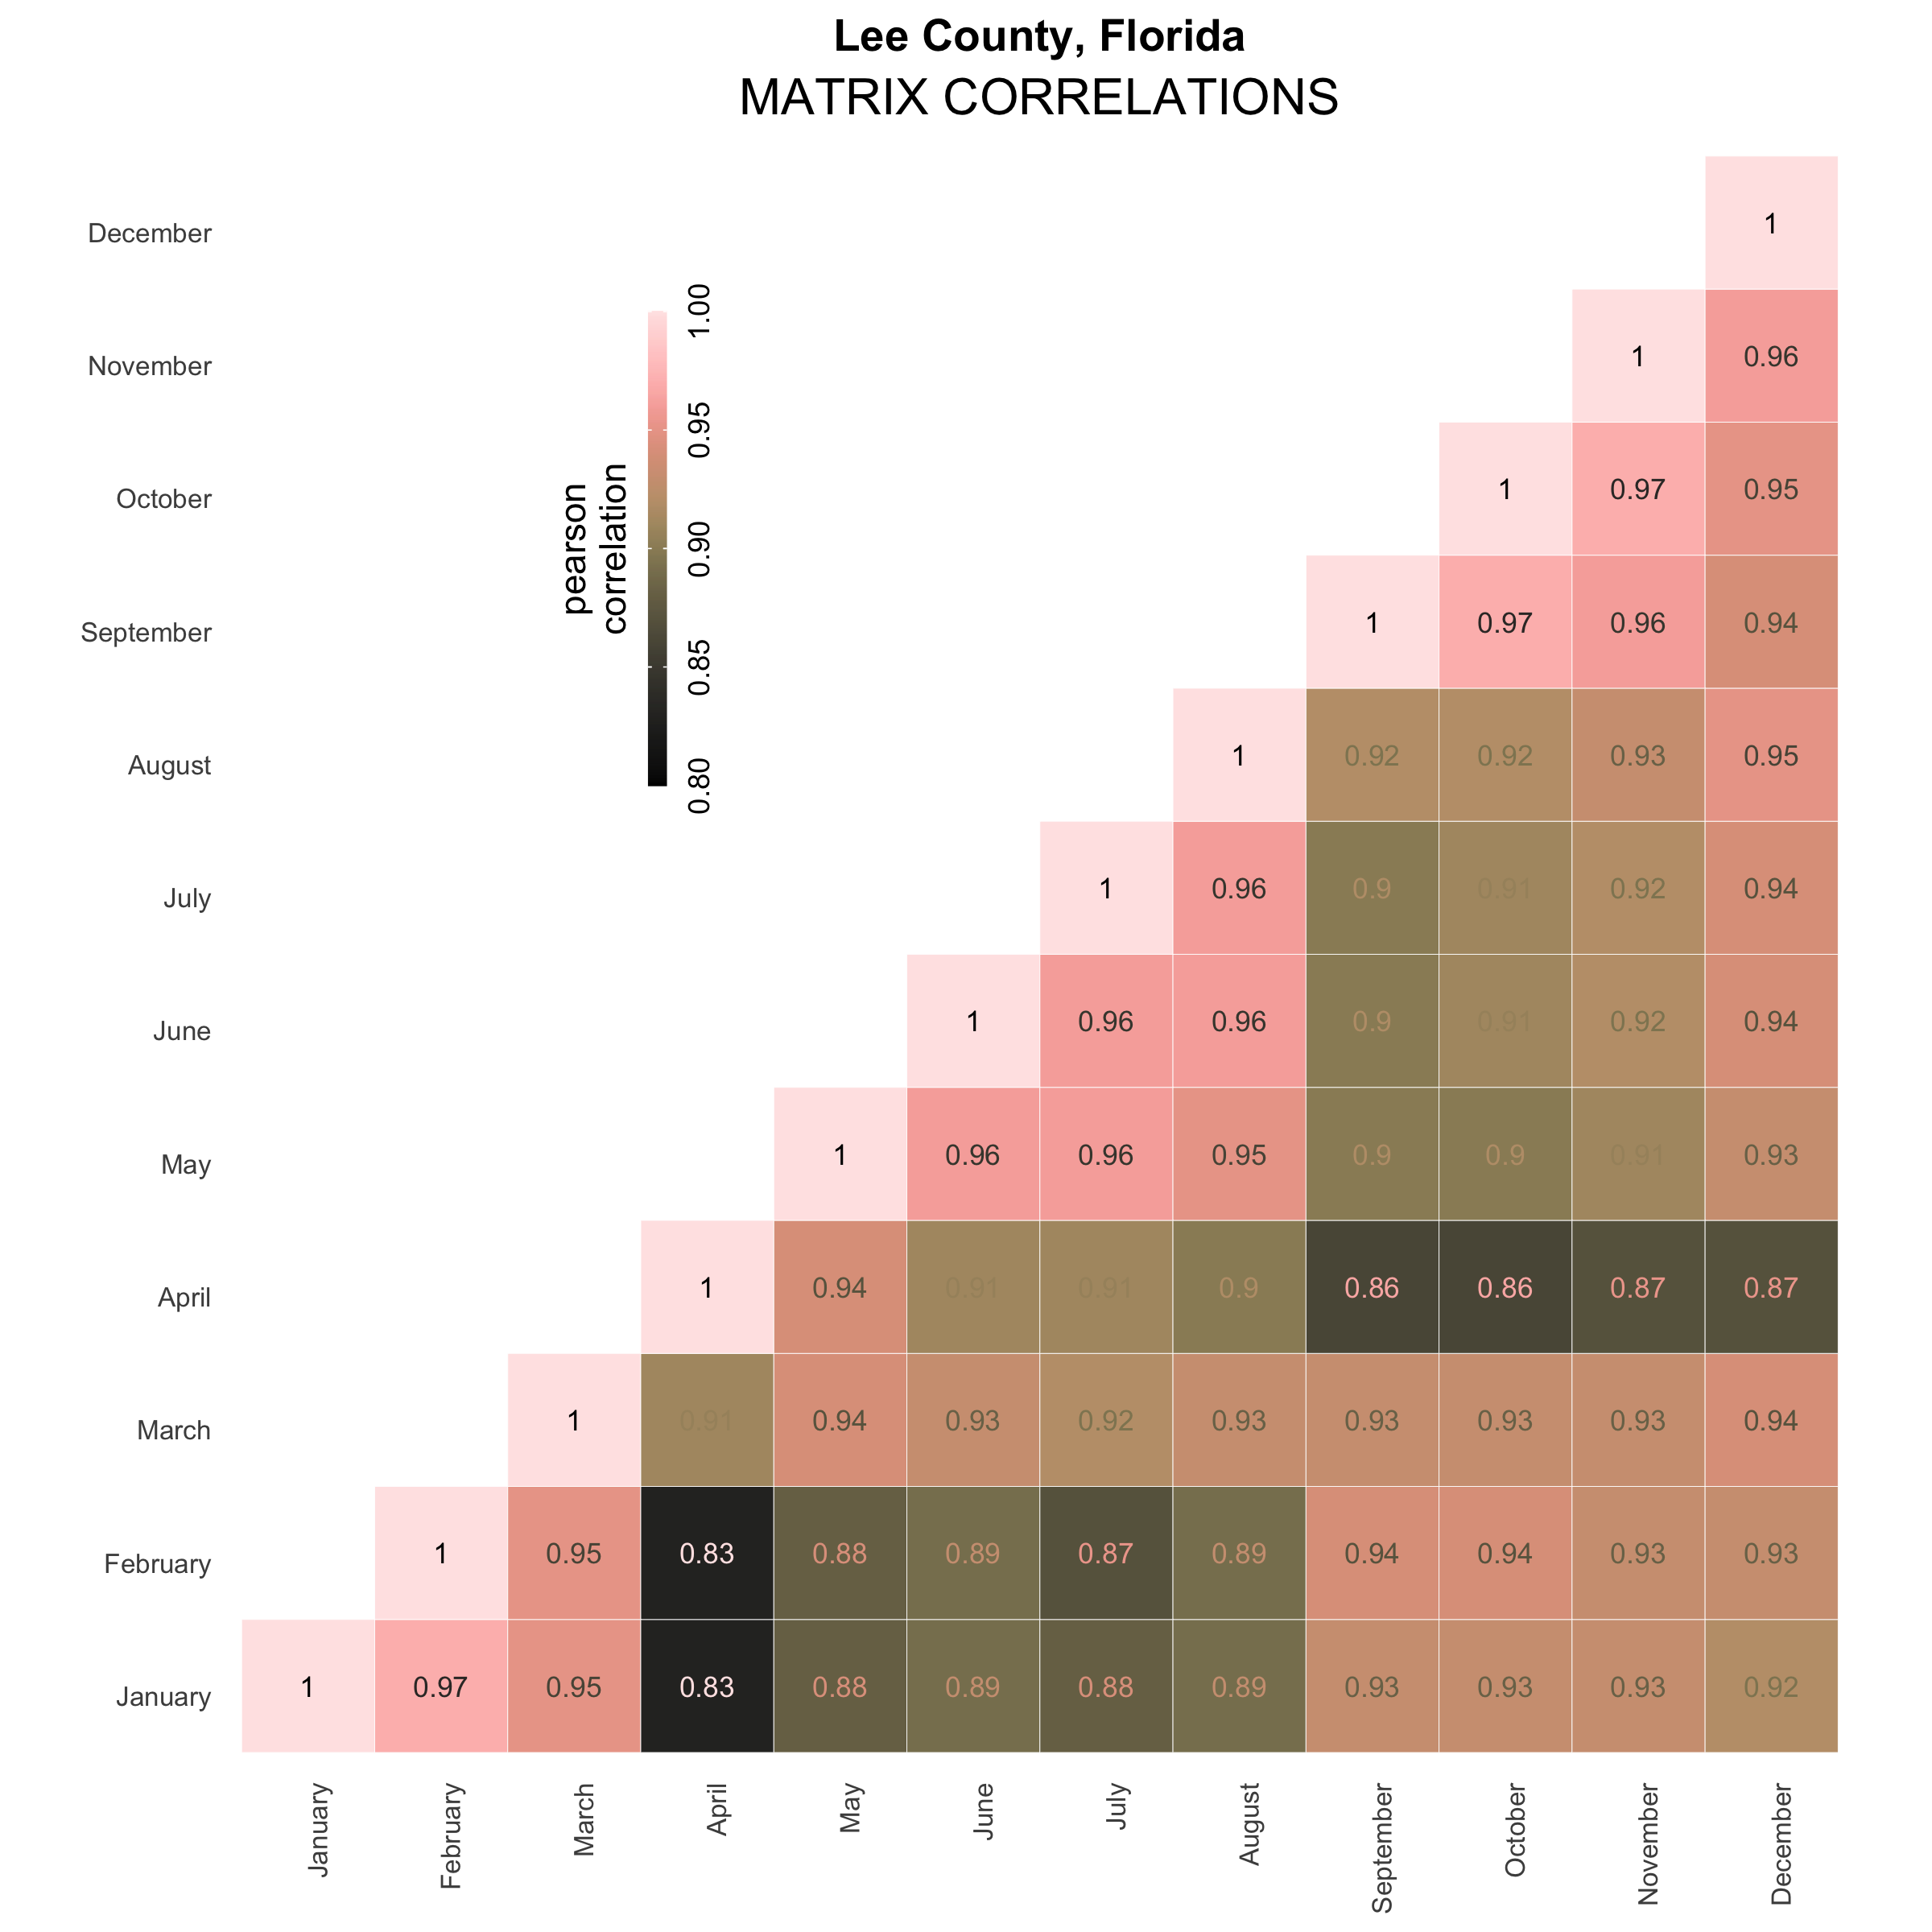 Lee County, Florida
MATRIX CORRELATIONS
pearson
correlation
1.00
0.95
0.90
0.85
0.80
December 1
November 1 0.96
October 1 0.97 0.95
September 1 0.97 0.96 0.94
August 1 0.92 0.92 0.93 0.95
July 1 0.96 0.9 0.91 0.92 0.94
June 1 0.96 0.96 0.9 0.91 0.92 0.94
May 1 0.96 0.96 0.95 0.9 0.9 0.91 0.93
April 1 0.94 0.91 0.91 0.9 0.86 0.86 0.87 0.87
March 1 0.91 0.94 0.93 0.92 0.93 0.93 0.93 0.93 0.94
February 1 0.95 0.83 0.88 0.89 0.87 0.89 0.94 0.94 0.93 0.93
January 1 0.97 0.95 0.83 0.88 0.89 0.88 0.89 0.93 0.93 0.93 0.92
January February March April May June July August September October November December